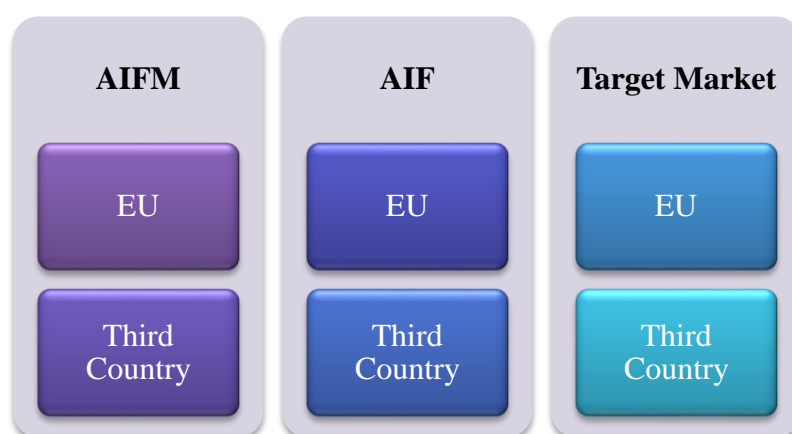 AIFM
EU
Third
Country
AIF
EU
Third
Country
Target Market
EU
Third
Country